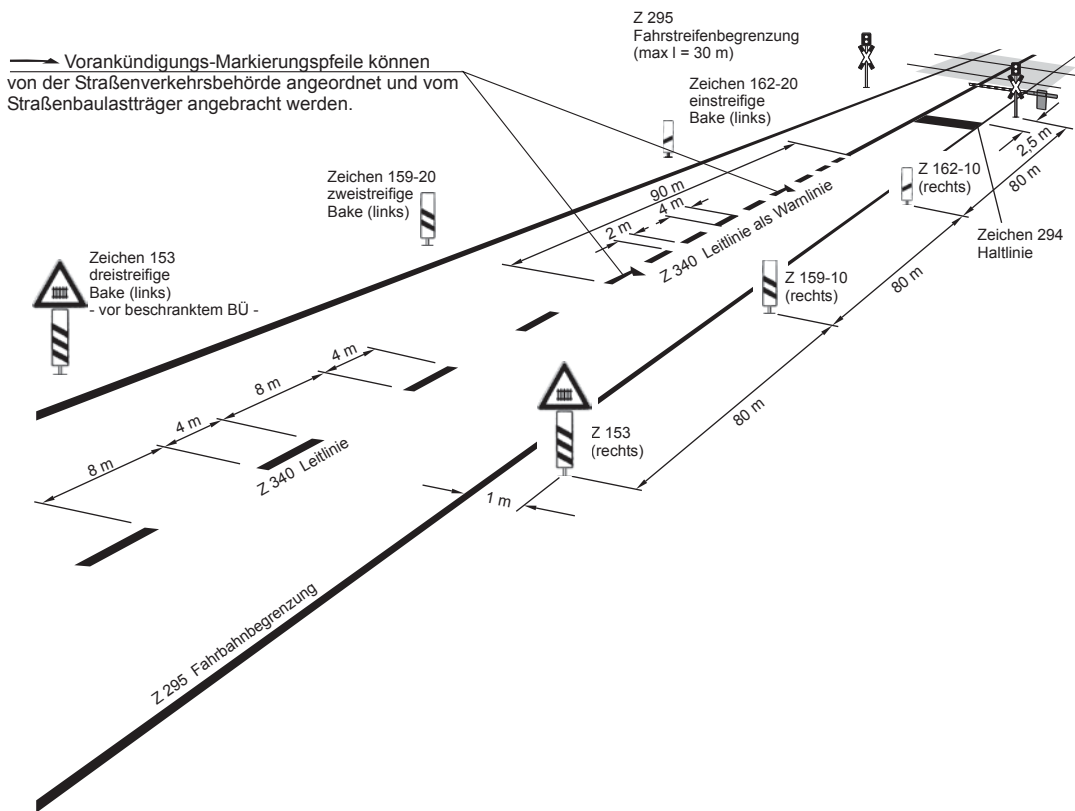 Z 295
Fahrstreifenbegrenzung
(max l = 30 m)
Vorankündigungs-Markierungspfeile können
von der Straßenverkehrsbehörde angeordnet und vom
Straßenbaulastträger angebracht werden.
Zeichen 162-20
einstreifige
Bake (links)
Zeichen 159-20
zweistreifige
Bake (links)
Zeichen 153
dreistreifige
Bake (links)
- vor beschranktem BÜ -
90 m
4 m
2 m
Z 340 Leitlinie als Warnlinie
2,5 m
80 m
Z 162-10
(rechts)
Zeichen 294
Haltlinie
Z 159-10
(rechts)
80 m
80 m
Z 153
(rechts)
1 m
4 m
8 m
4 m
8 m
Z 340 Leitlinie
Z 295 Fahrbahnbegrenzung